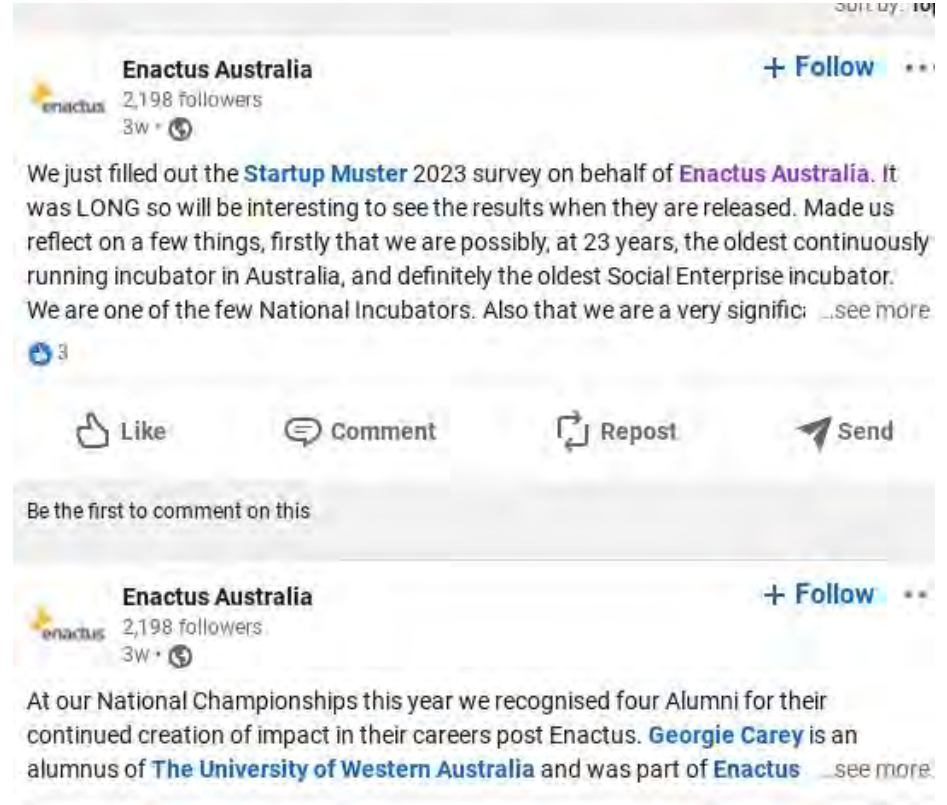 Sort by: Top
Enactus Australia
+ Follow
enactus
2,198 followers
3w •
We just filled out the Startup Muster 2023 survey on behalf of Enactus Australia. It
was LONG so will be interesting to see the results when they are released. Made us
reflect on a few things, firstly that we are possibly, at 23 years, the oldest continuously
running incubator in Australia, and definitely the oldest Social Enterprise incubator.
We are one of the few National Incubators. Also that we are a very signific ...see more
3
Like Comment Repost Send
Be the first to comment on this
Enactus Australia
+ Follow
enactus
2,198 followers
3w •
At our National Championships this year we recognised four Alumni for their
continued creation of impact in their careers post Enactus. Georgie Carey is an
alumnus of The University of Western Australia and was part of Enactus ...see more